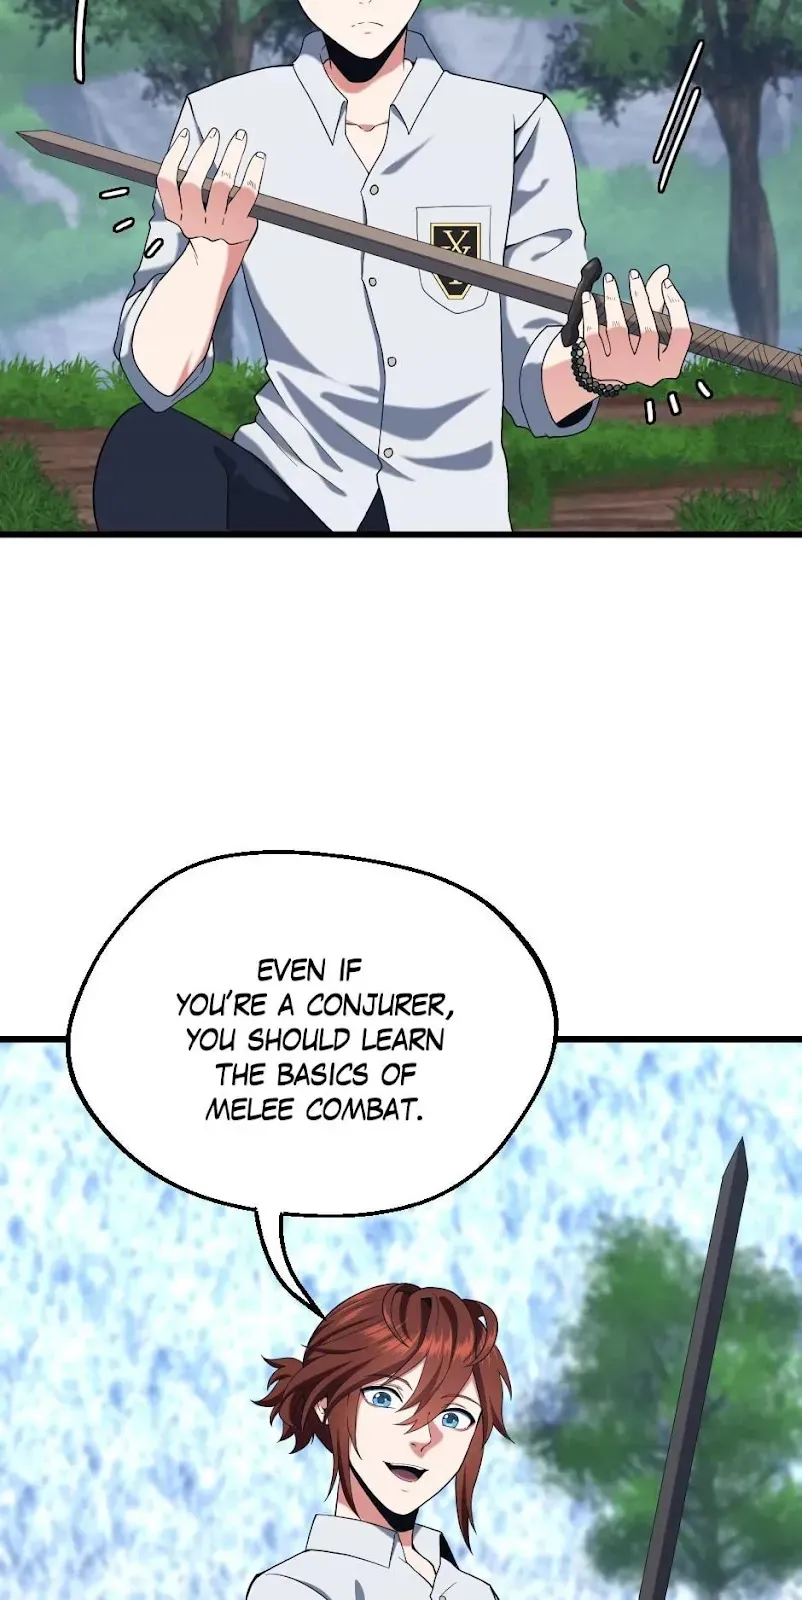 EVEN IF
YOU'RE A CONJURER,
YOU SHOULD LEARN
THE BASICS OF
MELEE COMBAT.